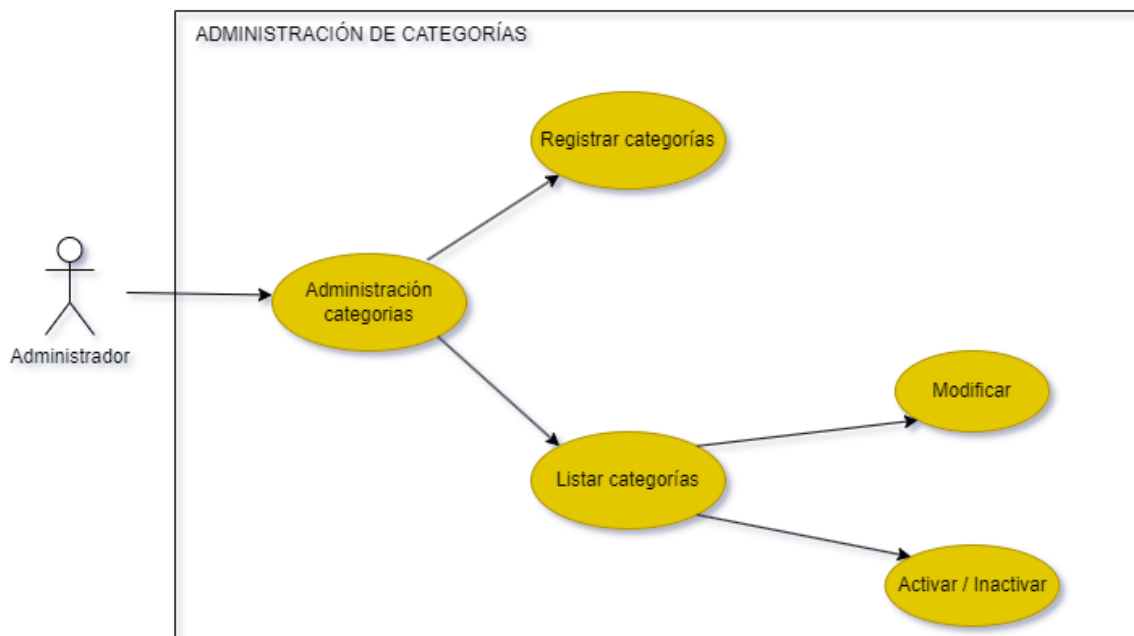 ADMINISTRACIÓN DE CATEGORÍAS
Registrar categorías
Administración
categorias
Administrador
Modificar
Listar categorías
Activar / Inactivar